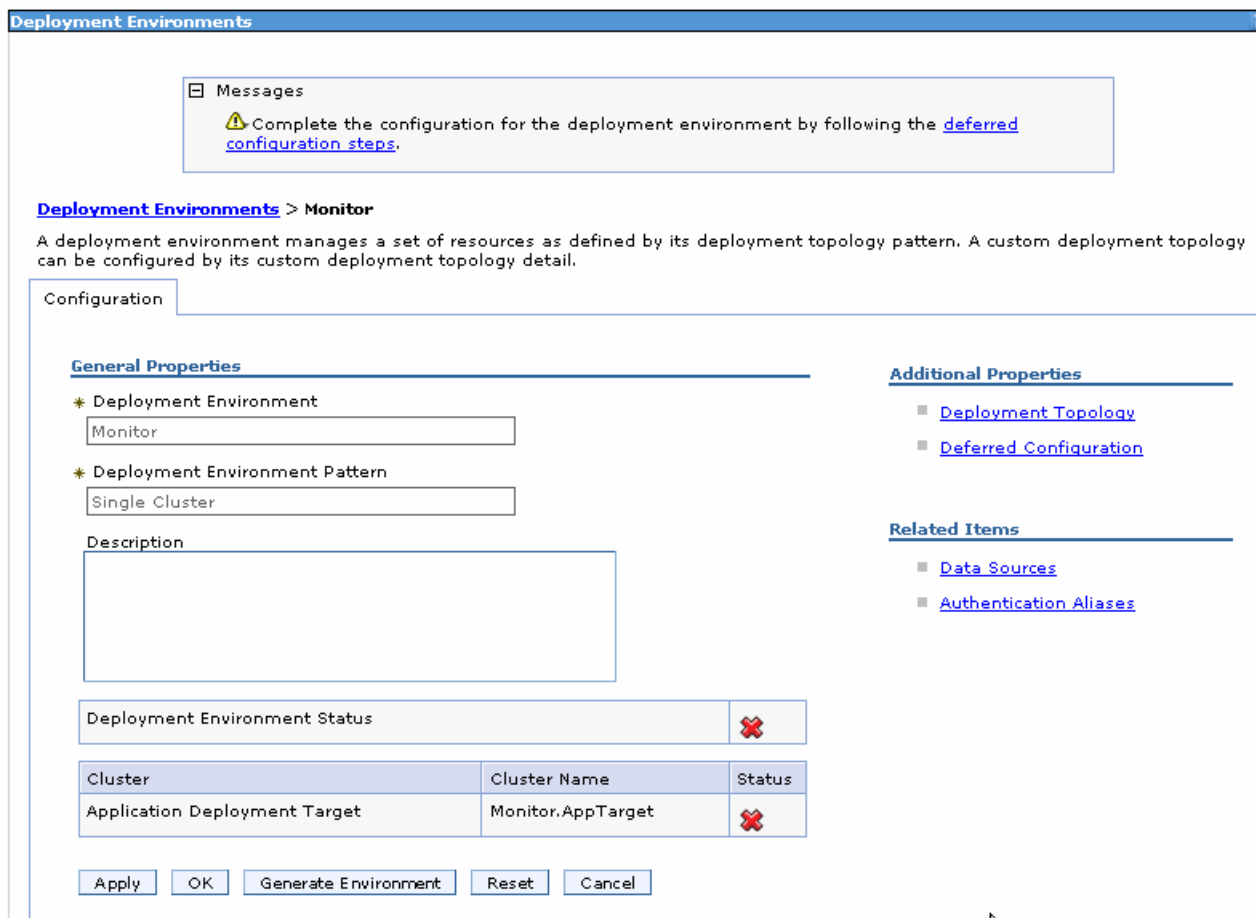 Deployment Environments
Messages
Complete the configuration for the deployment environment by following the deferred
configuration steps.
Deployment Environments > Monitor
A deployment environment manages a set of resources as defined by its deployment topology pattern. A custom deployment topology
can be configured by its custom deployment topology detail.
Configuration
General Properties
Deployment Environment
Monitor
Deployment Environment Pattern
Single Cluster
Description
Deployment Environment Status
Cluster Cluster Name Status
Application Deployment Target Monitor.AppTarget
Apply OK Generate Environment Reset Cancel
Additional Properties
Deployment Topology
Deferred Configuration
Related Items
Data Sources
Authentication Aliases